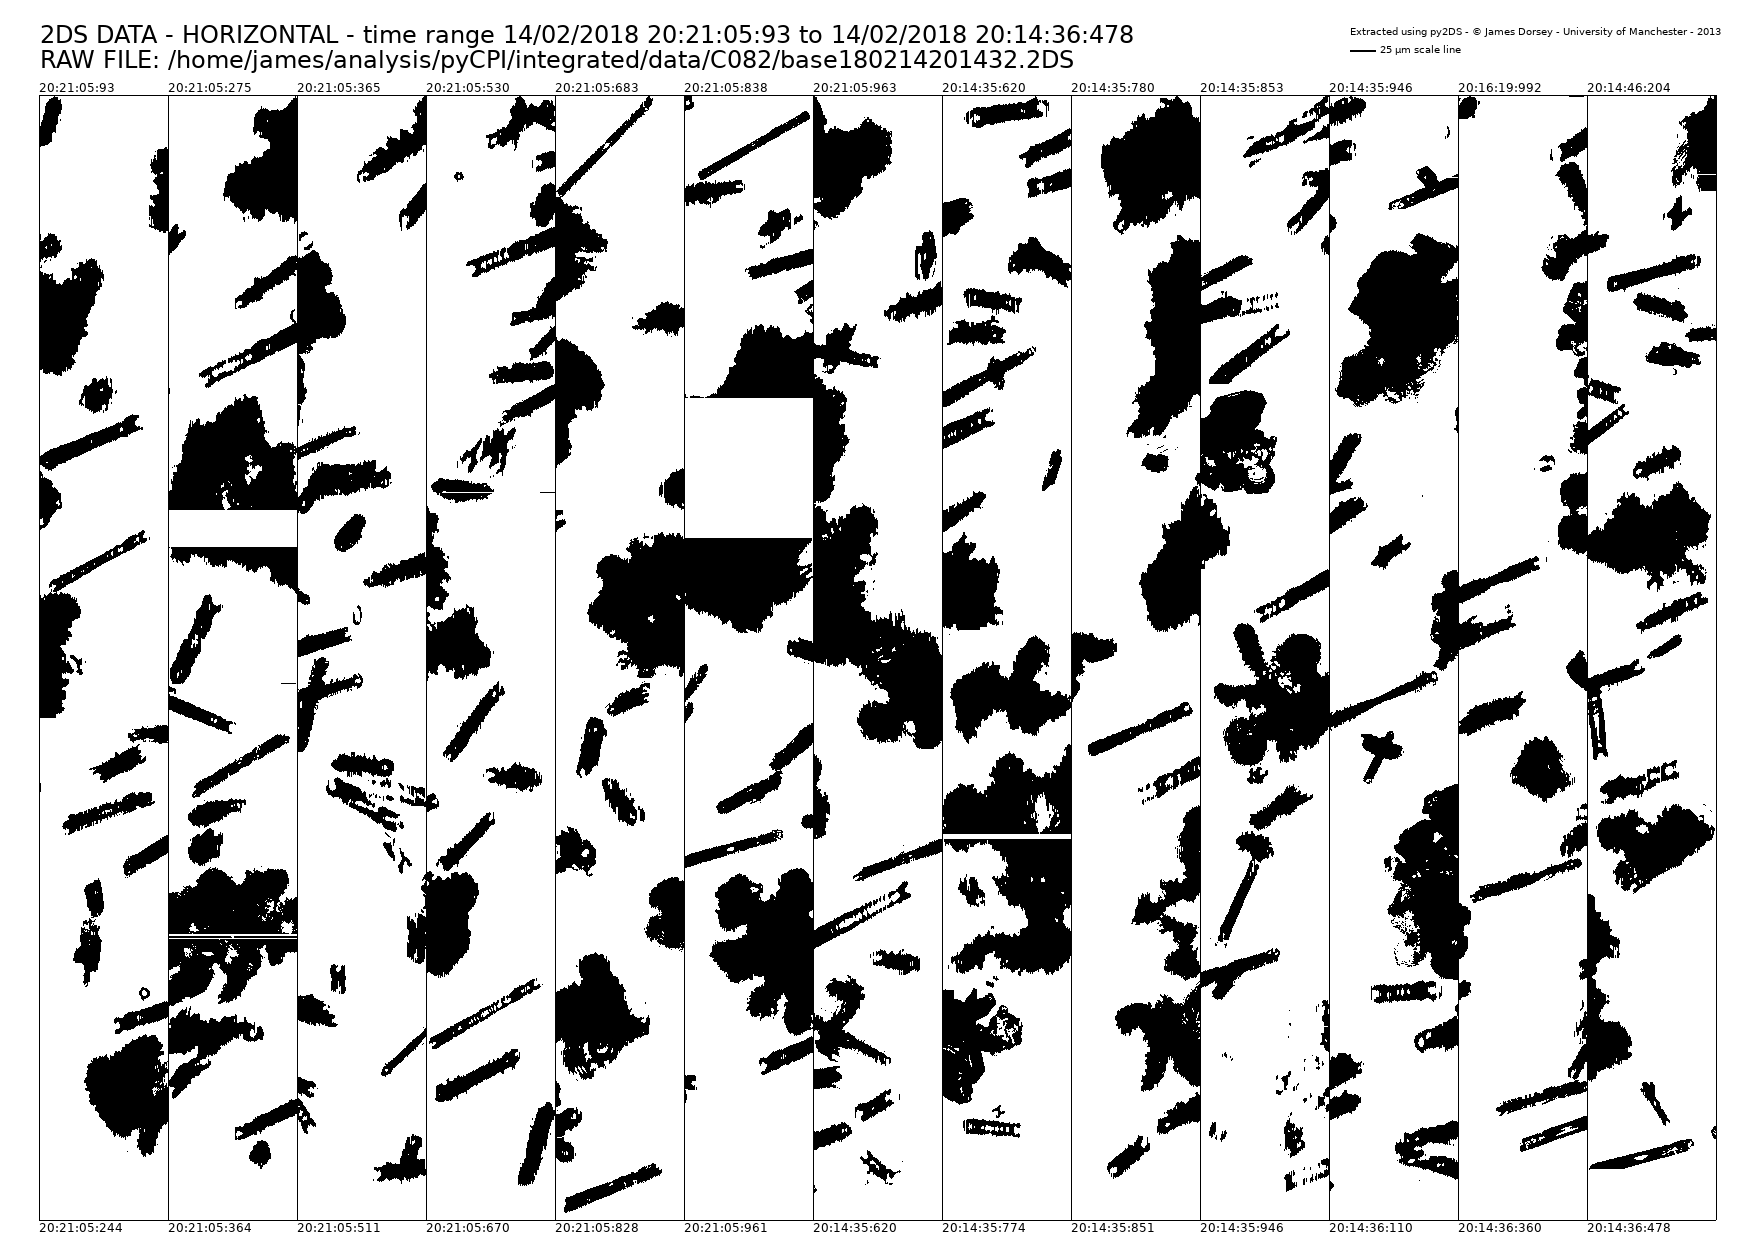 2DS DATA - HORIZONTAL - time range 14/02/2018 20:21:05:93 to 14/02/2018 20:14:36:478
RAW FILE: /home/james/analysis/pyCPI/integrated/data/C082/base180214201432.2DS
Extracted using py2DS - © James Dorsey - University of Manchester - 2013
25 µm scale line
20:21:05:93 20:21:05:275 20:21:05:365 20:21:05:530 20:21:05:683 20:21:05:838 20:21:05:963 20:14:35:620 20:14:35:780 20:14:35:853 20:14:35:946 20:16:19:992 20:14:46:204
20:21:05:244 20:21:05:364 20:21:05:511 20:21:05:670 20:21:05:828 20:21:05:961 20:14:35:620 20:14:35:774 20:14:35:851 20:14:35:946 20:14:36:110 20:14:36:360 20:14:36:478